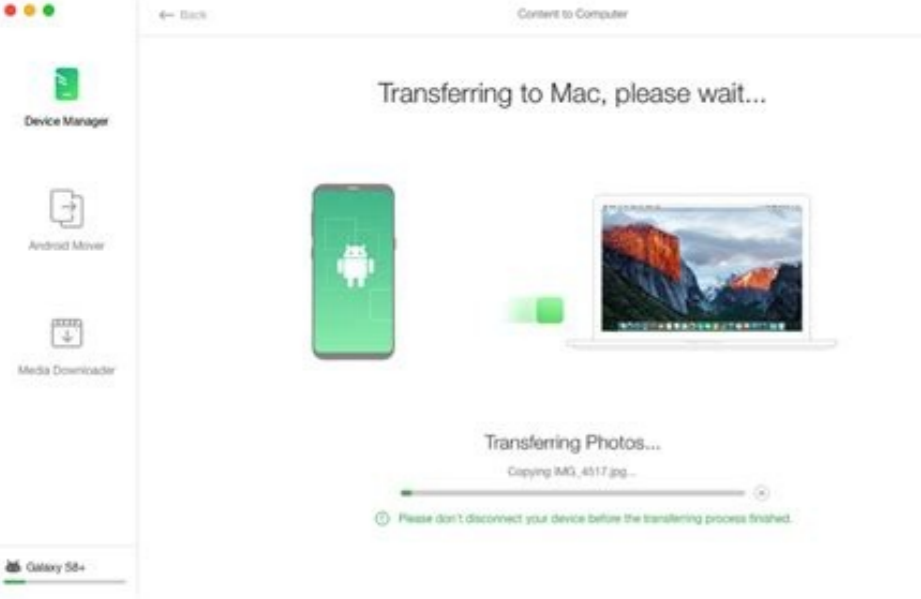 Back
Content to Computer
Transferring to Mac, please wait...
Device Manager
Android Mover
Media Downloader
Transferring Photos...
Copying IMG_4517.jpg...
Please don't disconnect your device before the transferring process finished.
Galaxy S8+